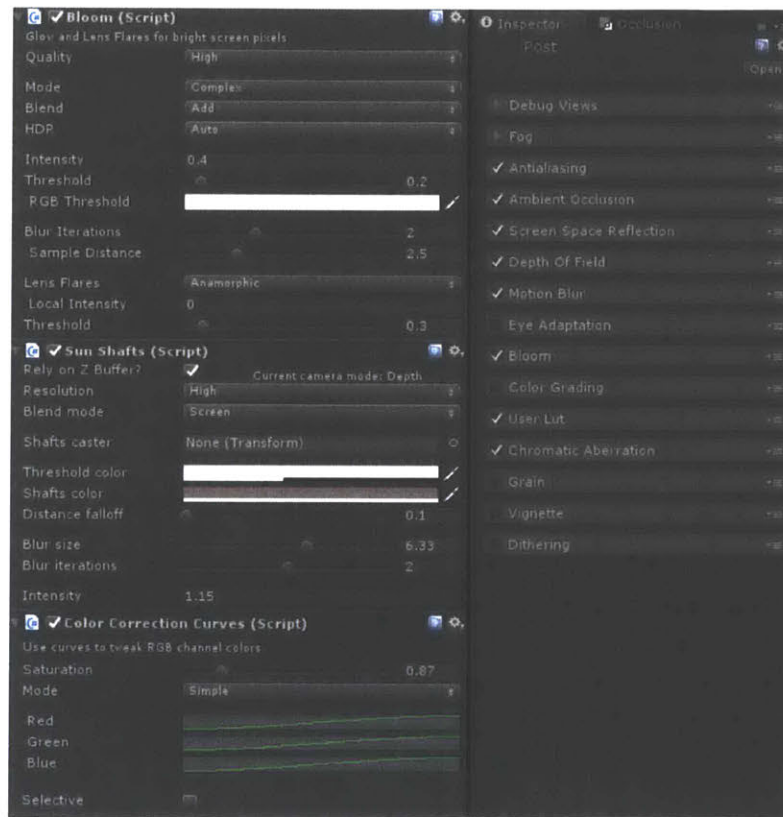 Bloom (Script)
Glow and Lens Flares for bright screen pixels
Quality High
Mode Complex
Blend Add
HDR Auto
Intensity 0.4
Threshold 0.2
RGB Threshold
Blur Iterations 2
Sample Distance 2.5
Lens Flares Anamorphic
Local Intensity 0
Threshold 0.3
Sun Shafts (Script)
Rely on Z Buffer? Current camera mode: Depth
Resolution High
Blend mode Screen
Shafts caster None (Transform)
Threshold color
Shafts color
Distance falloff 0.1
Blur size 6.33
Blur iterations 2
Intensity 1.15
Color Correction Curves (Script)
Use curves to tweak RGB channel colors
Saturation 0.87
Mode Simple
Red
Green
Blue
Selective
Inspector Occlusion
Post
Open
Debug Views
Fog
Antialiasing
Ambient Occlusion
Screen Space Reflection
Depth Of Field
Motion Blur
Eye Adaptation
Bloom
Color Grading
User Lut
Chromatic Aberration
Grain
Vignette
Dithering